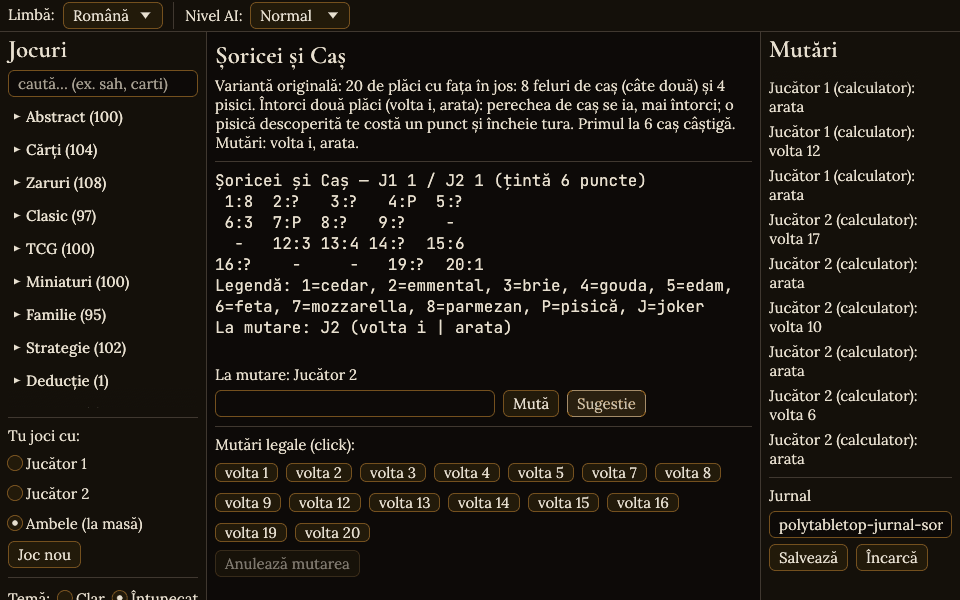 Limbă: Română ▼ Nivel AI: Normal ▼
Jocuri
caută... (ex. sah, carti)
▸ Abstract (100)
▸ Cărți (104)
▸ Zaruri (108)
▸ Clasic (97)
▸ TCG (100)
▸ Miniaturi (100)
▸ Familie (95)
▸ Strategie (102)
▸ Deducție (1)
Tu joci cu:
Jucător 1
Jucător 2
Ambele (la masă)
Joc nou
Temă: Clar Întunecat
Șoricei și Caș
Variantă originală: 20 de plăci cu fața în jos: 8 feluri de caș (câte două) și 4
pisici. Întorci două plăci (volta i, arata): perechea de caș se ia, mai întorci; o
pisică descoperită te costă un punct și încheie tura. Primul la 6 caș câștigă.
Mutări: volta i, arata.
Șoricei și Caș — J1 1 / J2 1 (țintă 6 puncte)
1:8 2:? 3:? 4:P 5:?
6:3 7:P 8:? 9:? -
- 12:3 13:4 14:? 15:6
16:? - - 19:? 20:1
Legendă: 1=cedar, 2=emmental, 3=brie, 4=gouda, 5=edam,
6=feta, 7=mozzarella, 8=parmezan, P=pisică, J=joker
La mutare: J2 (volta i | arata)
La mutare: Jucător 2
Mută Sugestie
Mutări legale (click):
volta 1 volta 2 volta 3 volta 4 volta 5 volta 7 volta 8
volta 9 volta 12 volta 13 volta 14 volta 15 volta 16
volta 19 volta 20
Anulează mutarea
Mutări
Jucător 1 (calculator):
arata
Jucător 1 (calculator):
volta 12
Jucător 1 (calculator):
arata
Jucător 2 (calculator):
volta 17
Jucător 2 (calculator):
arata
Jucător 2 (calculator):
volta 10
Jucător 2 (calculator):
arata
Jucător 2 (calculator):
volta 6
Jucător 2 (calculator):
arata
Jurnal
polytabletop-jurnal-sor
Salvează Încarcă